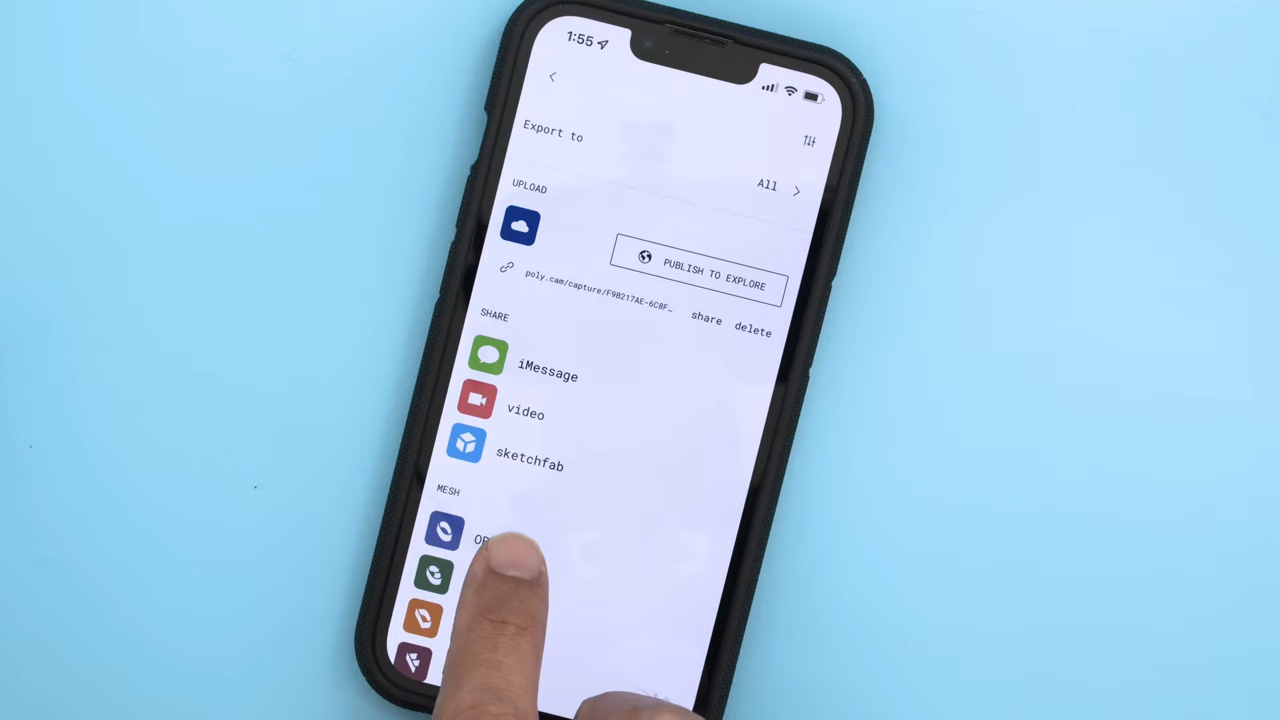 1:55
Export to
All
UPLOAD
PUBLISH TO EXPLORE
poly.cam/capture/F9B217AE-6C8F_
share delete
SHARE
iMessage
video
sketchfab
MESH